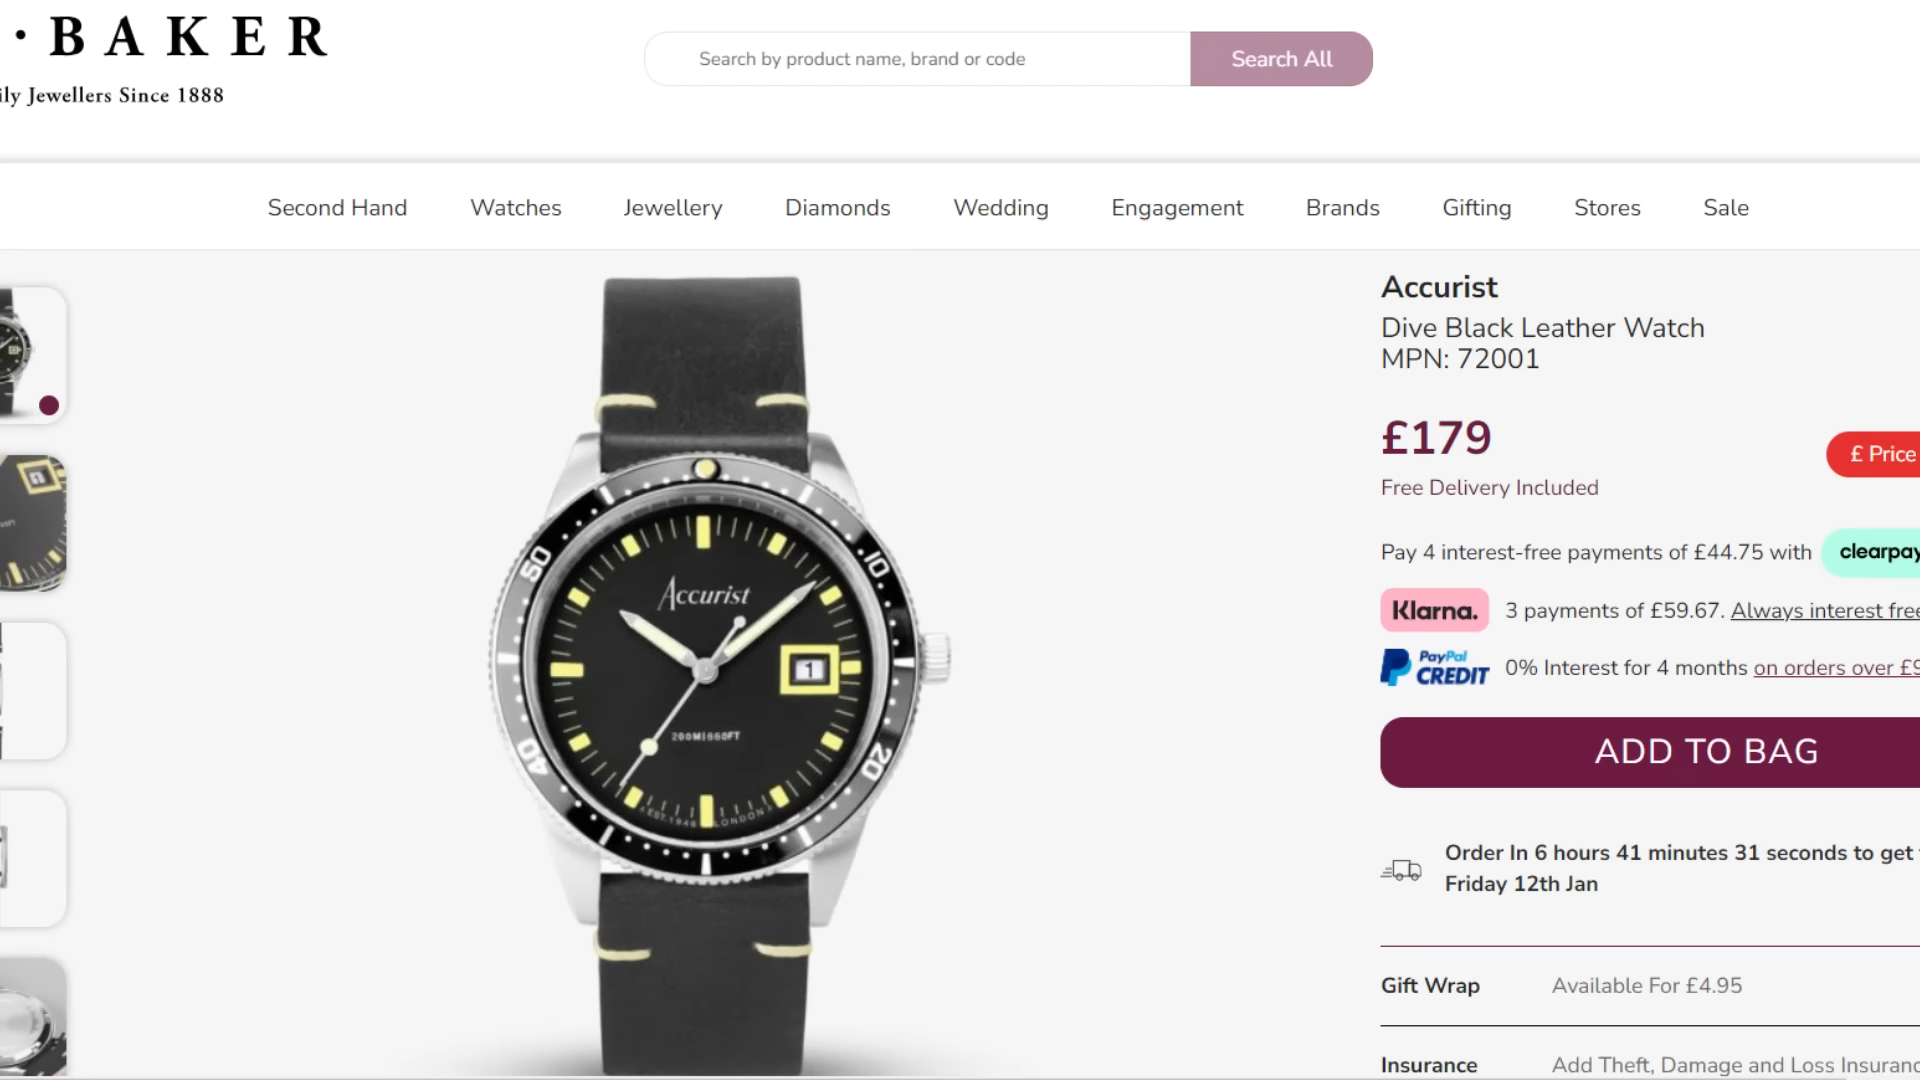 · BAKER
ily Jewellers Since 1888
Search by product name, brand or code
Search All
Second Hand
Watches
Jewellery
Diamonds
Wedding
Engagement
Brands
Gifting
Stores
Sale
Accurist
200M|660FT
EST. 1946 LONDON
50
10
40
20
1
Accurist
Dive Black Leather Watch
MPN: 72001
£179
£ Price
Free Delivery Included
Pay 4 interest-free payments of £44.75 with clearpay
Klarna. 3 payments of £59.67. Always interest free
PayPal CREDIT 0% Interest for 4 months on orders over £9
ADD TO BAG
Order In 6 hours 41 minutes 31 seconds to get
Friday 12th Jan
Gift Wrap Available For £4.95
Insurance Add Theft, Damage and Loss Insuranc